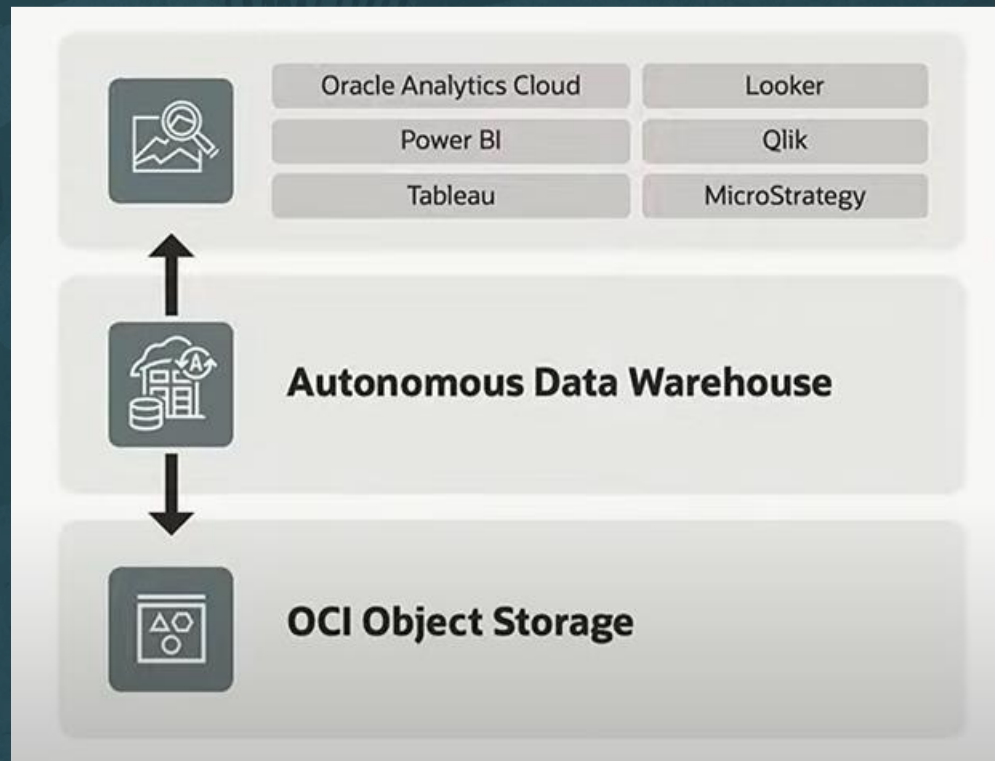 Oracle Analytics Cloud
Looker
Power BI
Qlik
Tableau
MicroStrategy
A
Autonomous Data Warehouse
OCI Object Storage